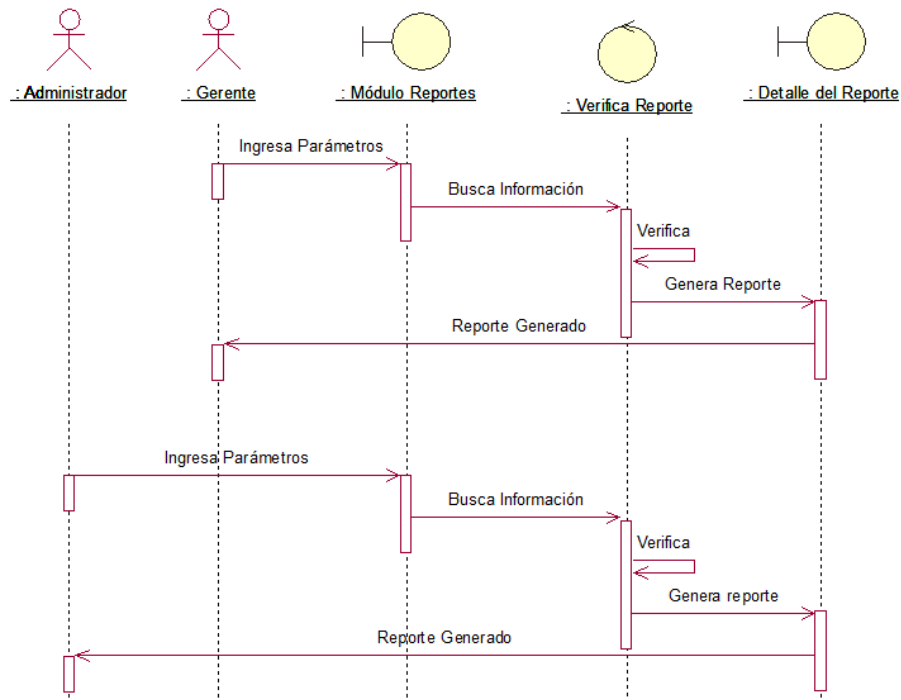 : Administrador
: Gerente
: Módulo Reportes
: Verifica Reporte
: Detalle del Reporte
Ingresa Parámetros
Busca Información
Verifica
Genera Reporte
Reporte Generado
Ingresa Parámetros
Busca Información
Verifica
Genera reporte
Reporte Generado